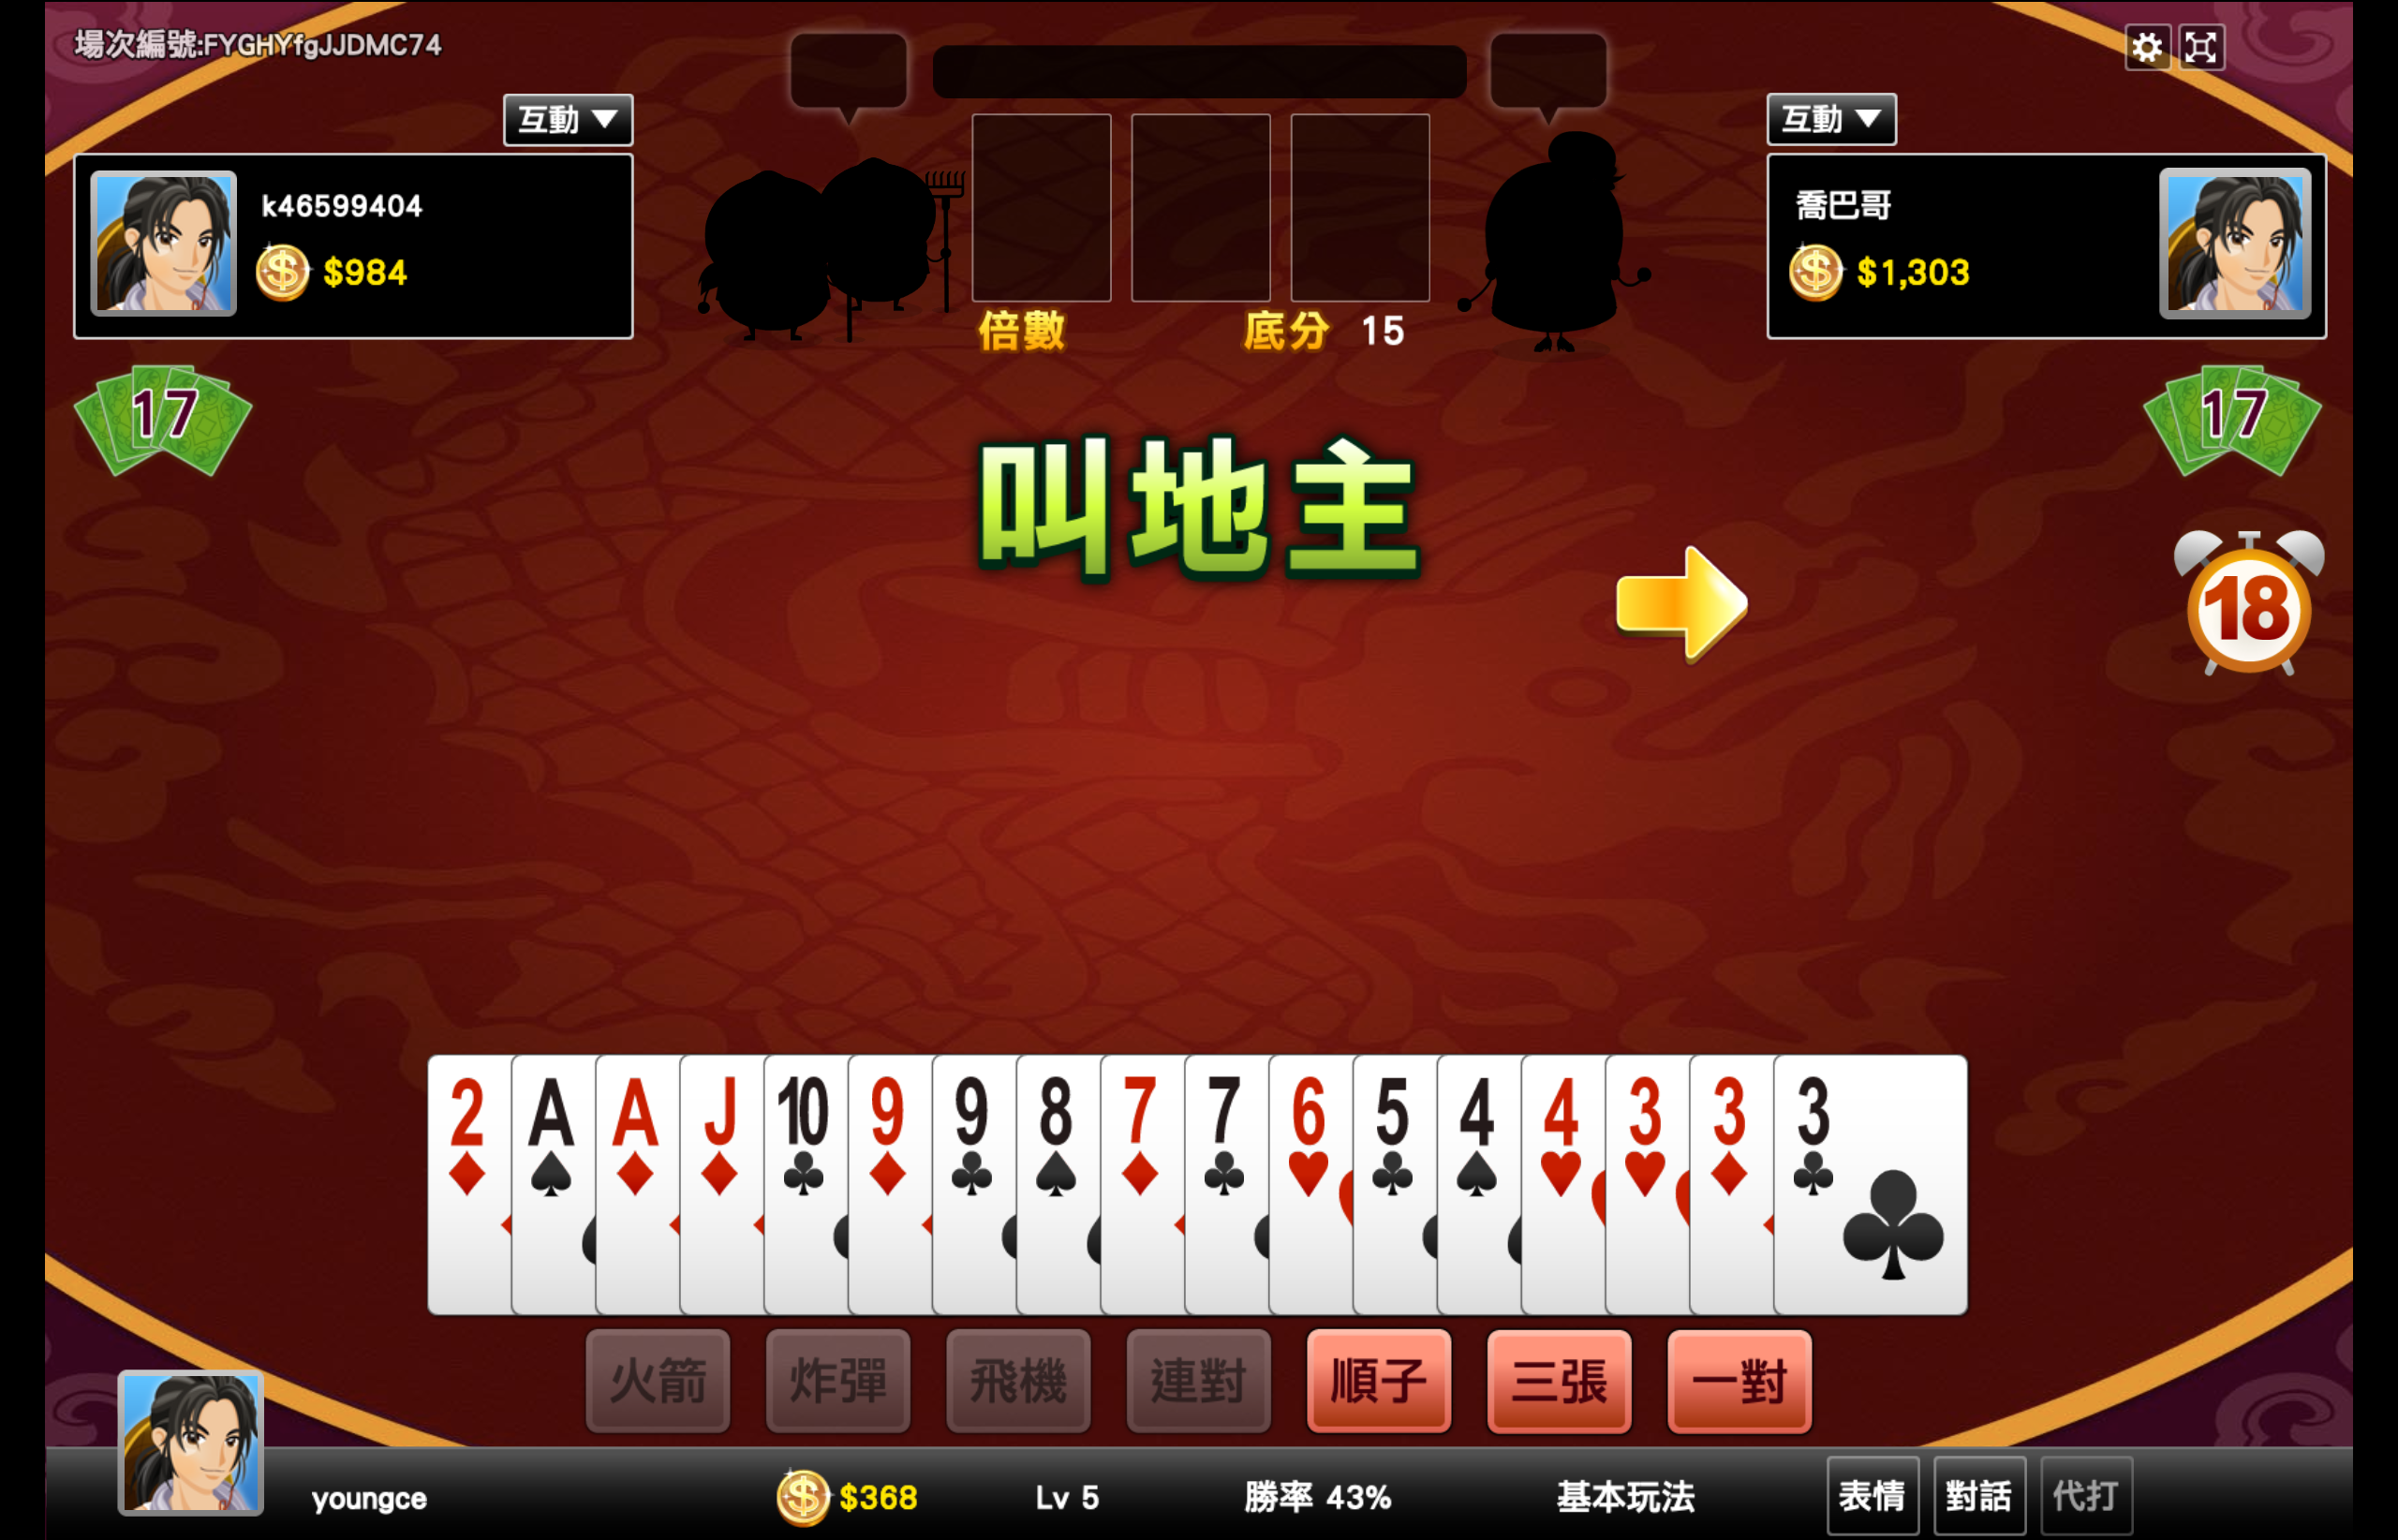 場次編號:FYGHYfgJJDMC74
互動
互動
k46599404
$984
喬巴哥
$1,303
倍數
底分 15
17
17
叫地主
18
2 A A J 10 9 9 8 7 7 6 5 4 4 3 3 3
火箭 炸彈 飛機 連對 順子 三張 一對
youngce $368 Lv 5 勝率 43% 基本玩法 表情 對話 代打